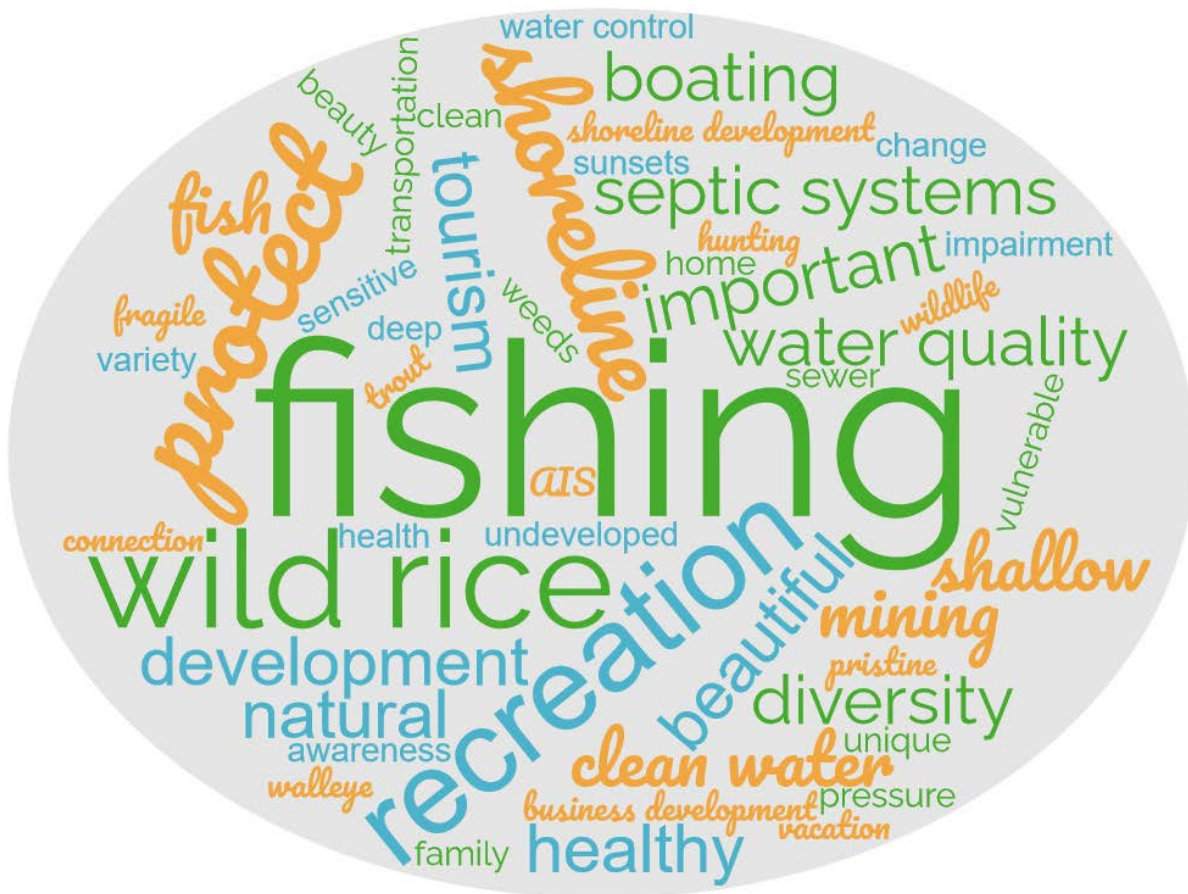 water control
boating
shoreline
beauty
transportation
clean
shoreline development
change
sunsets
tourism
septic systems
fish
protect
hunting
important
impairment
home
sensitive
weeds
wildlife
fragile
deep
variety
trout
water quality
sewer
fishing
vulnerable
AIS
connection
health
undeveloped
wild rice
recreation
beautiful
shallow
mining
development
pristine
natural
diversity
awareness
clean water
unique
walleye
business development
pressure
vacation
family
healthy